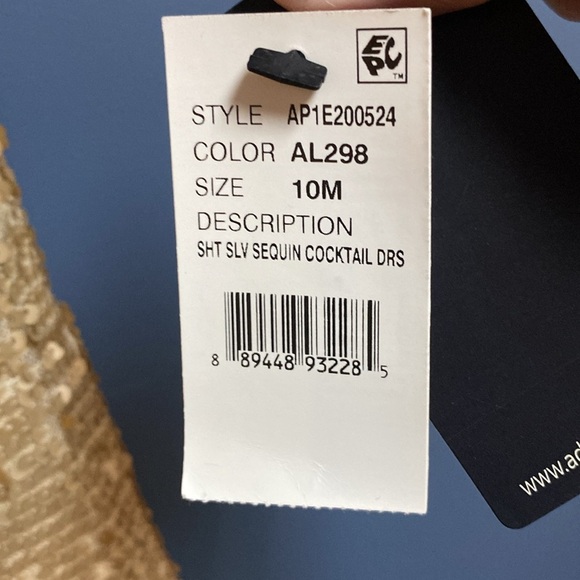 EPC
TM
STYLE AP1E200524
COLOR AL298
SIZE 10M
DESCRIPTION
SHT SLV SEQUIN COCKTAIL DRS
8 89448 93228 5
www.ad